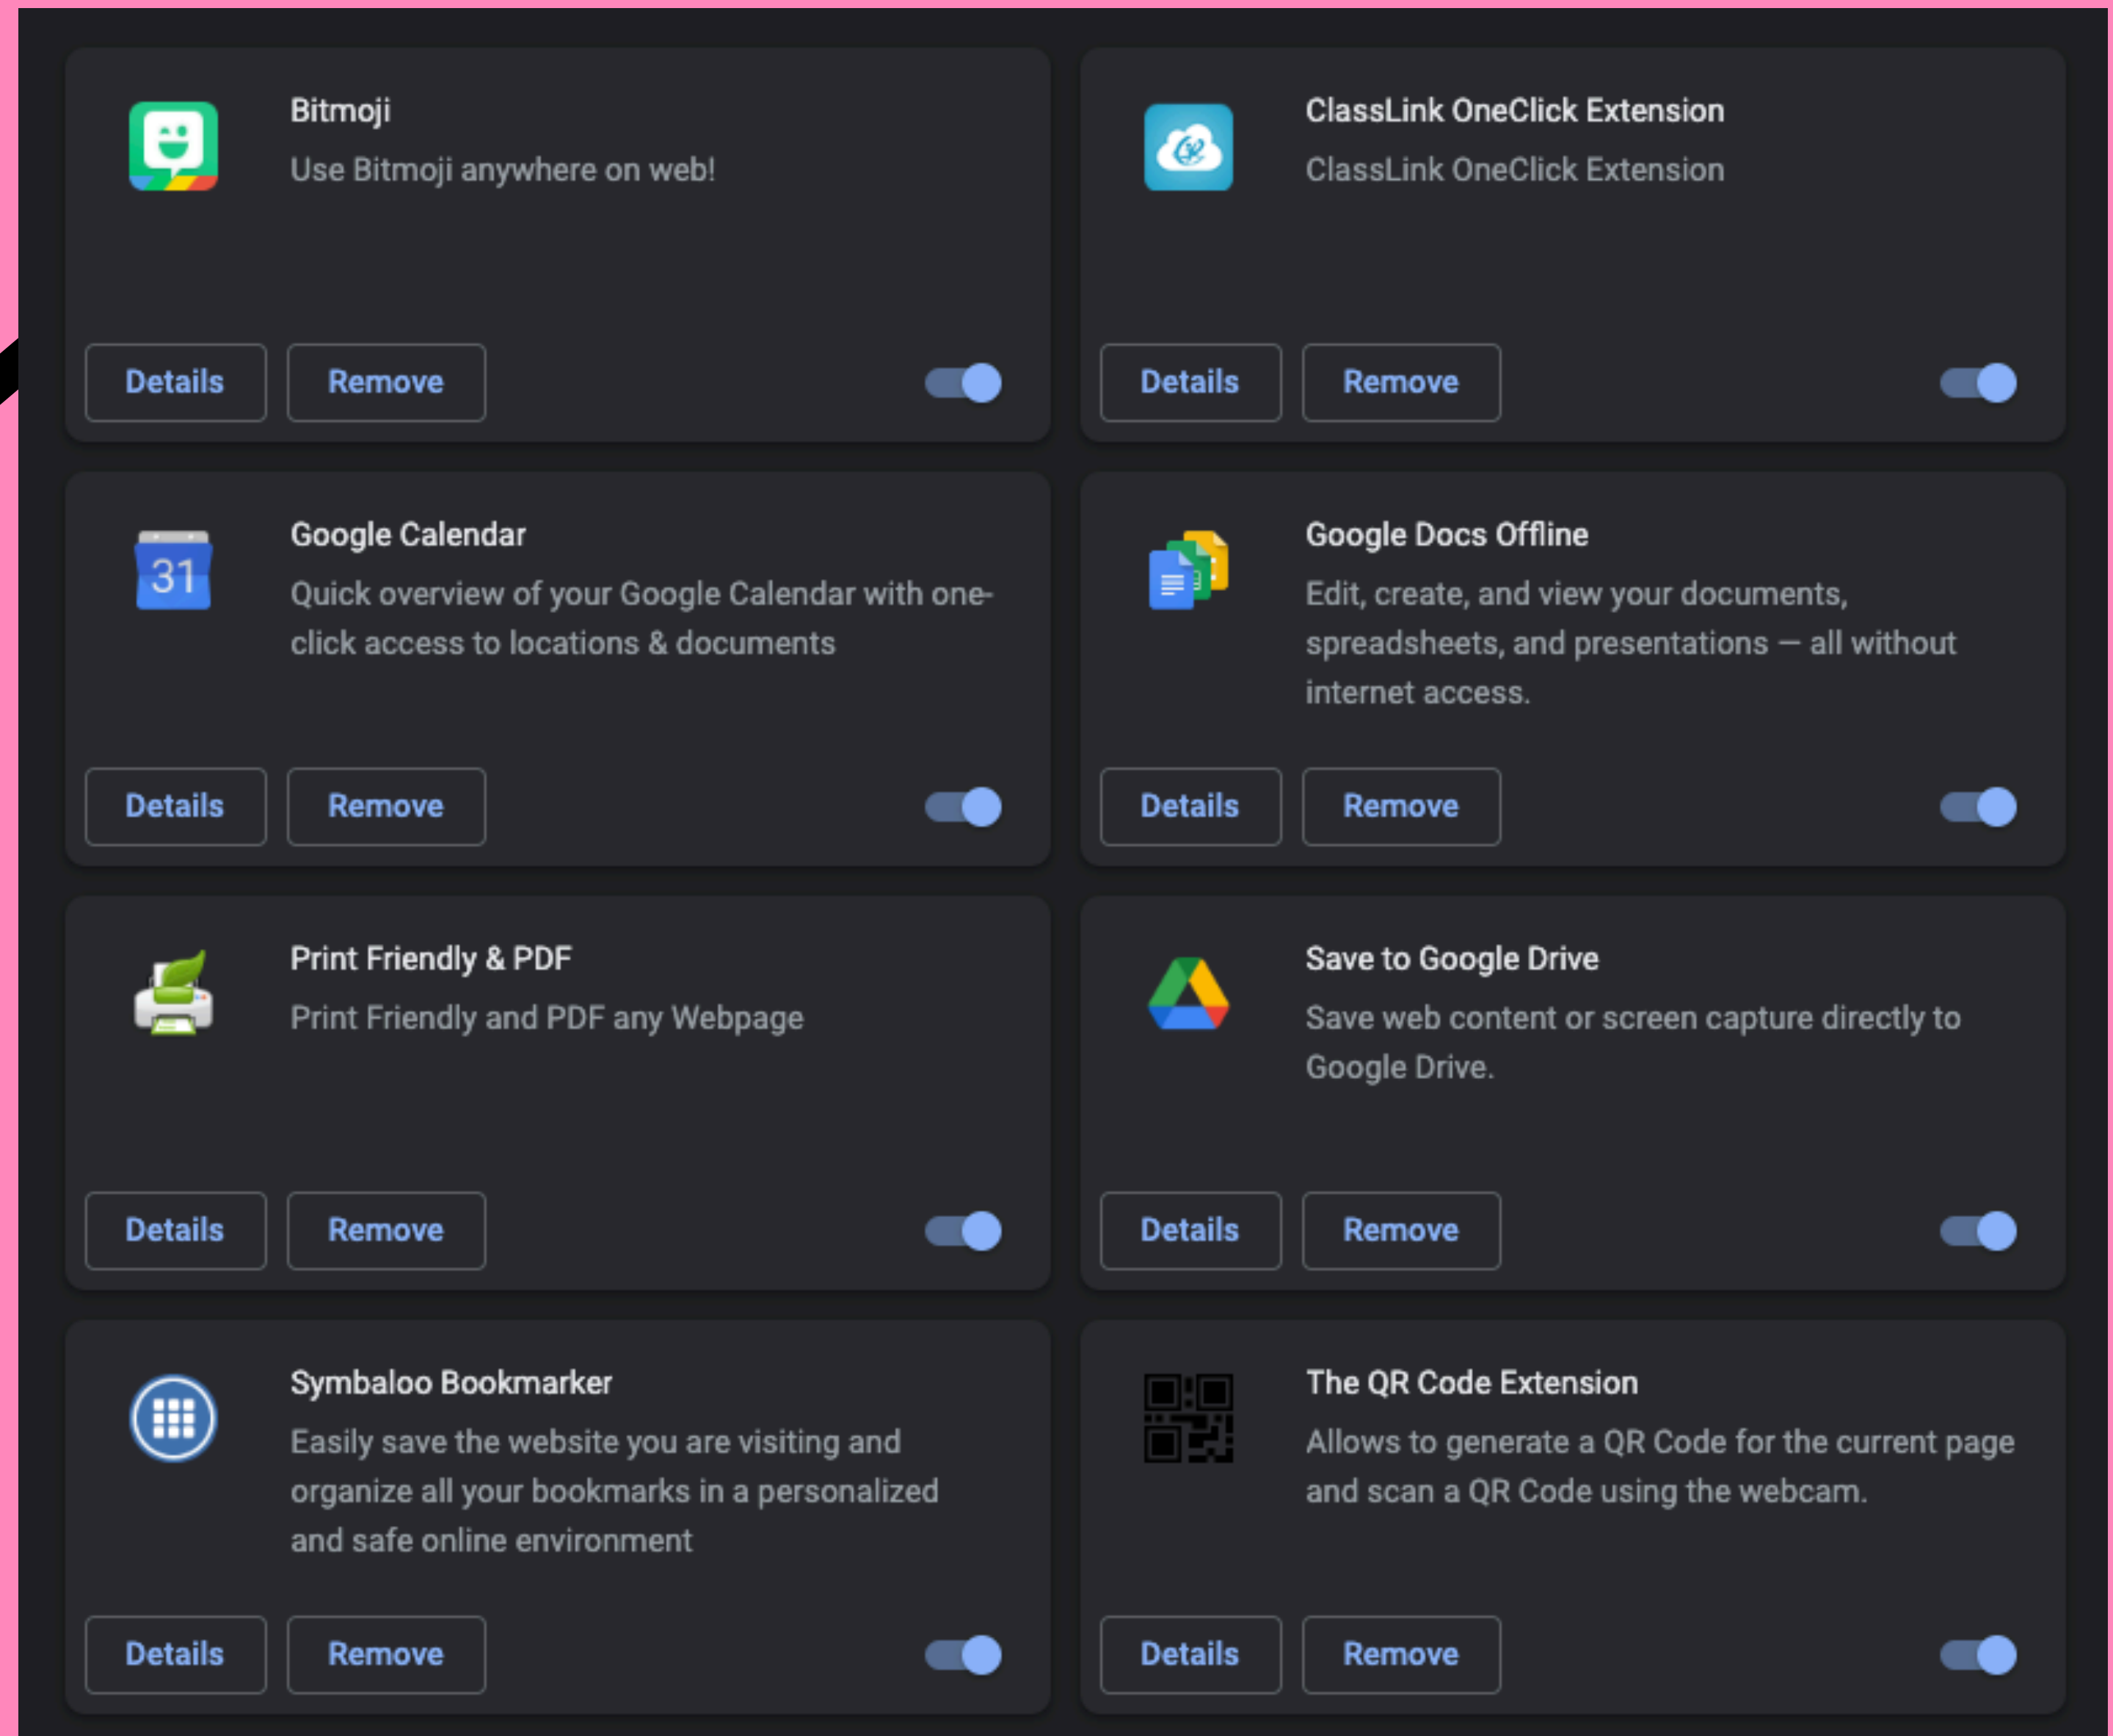 Bitmoji
Use Bitmoji anywhere on web!
Details Remove
ClassLink OneClick Extension
ClassLink OneClick Extension
Details Remove
31
Google Calendar
Quick overview of your Google Calendar with one-
click access to locations & documents
Details Remove
Google Docs Offline
Edit, create, and view your documents,
spreadsheets, and presentations — all without
internet access.
Details Remove
Print Friendly & PDF
Print Friendly and PDF any Webpage
Details Remove
Save to Google Drive
Save web content or screen capture directly to
Google Drive.
Details Remove
Symbaloo Bookmarker
Easily save the website you are visiting and
organize all your bookmarks in a personalized
and safe online environment
Details Remove
The QR Code Extension
Allows to generate a QR Code for the current page
and scan a QR Code using the webcam.
Details Remove